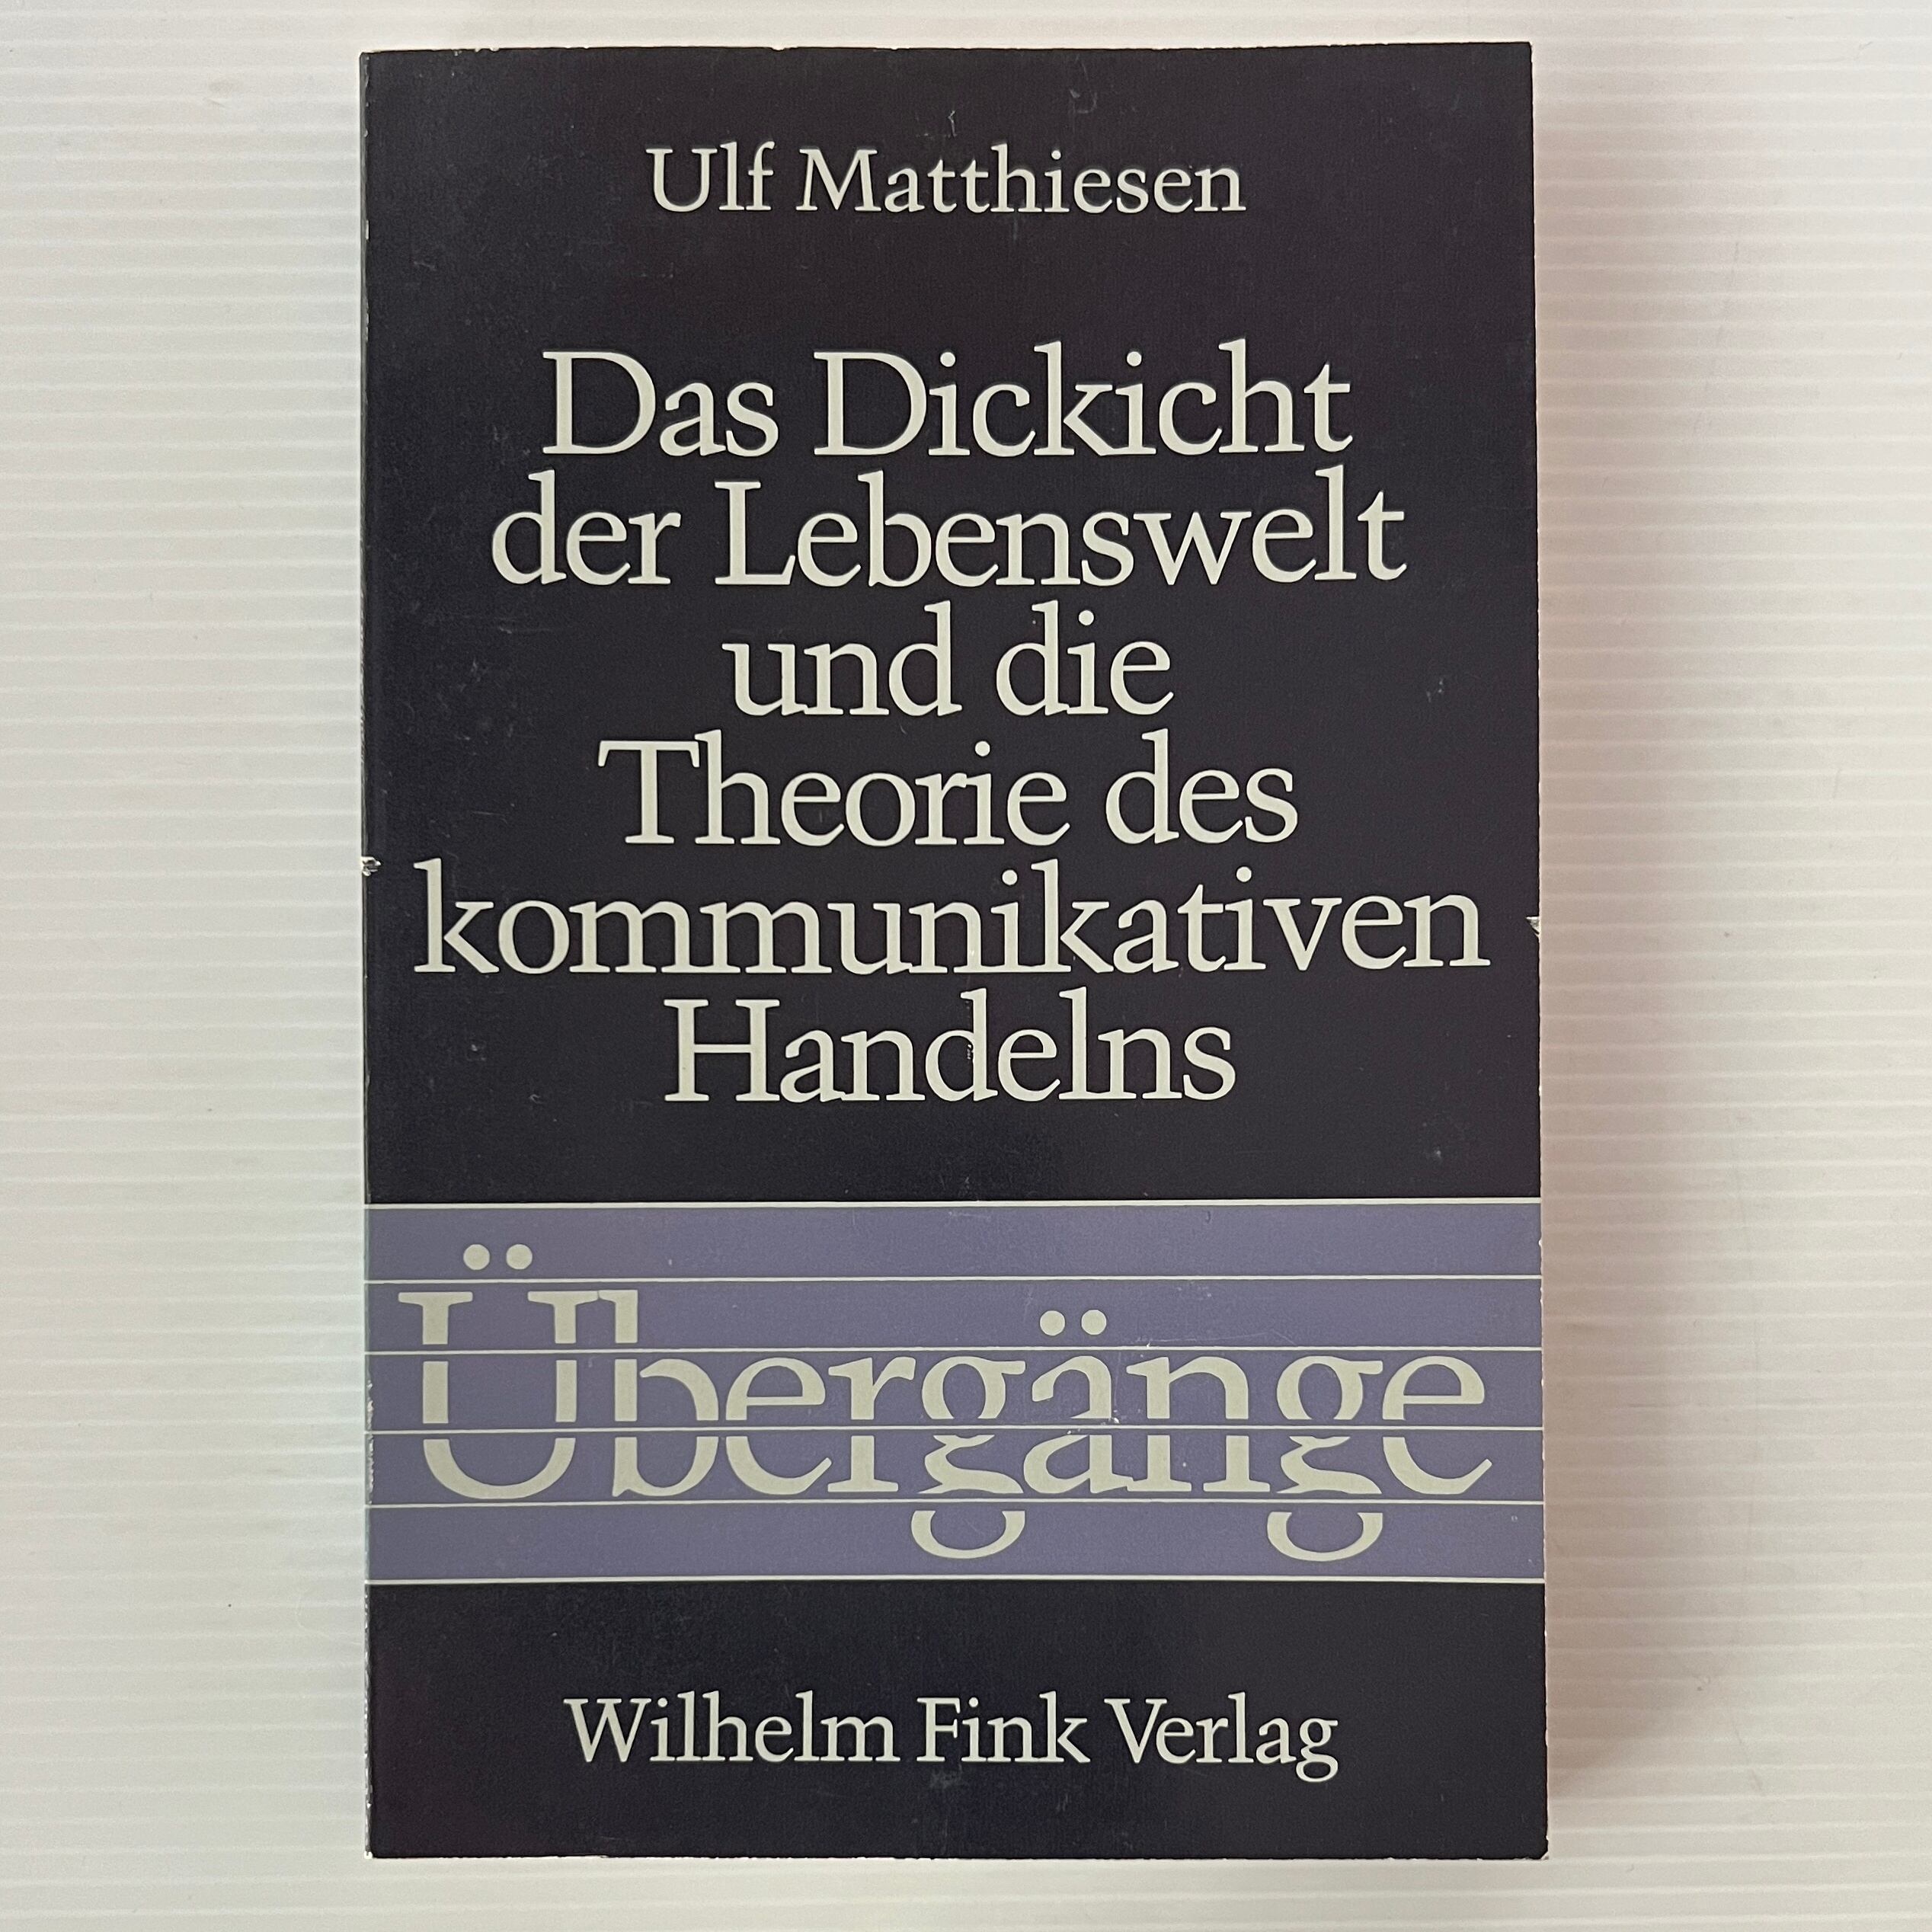 Ulf Matthiesen
Das Dickicht
der Lebenswelt
und die
Theorie des
kommunikativen
Handelns
Übergänge
Wilhelm Fink Verlag